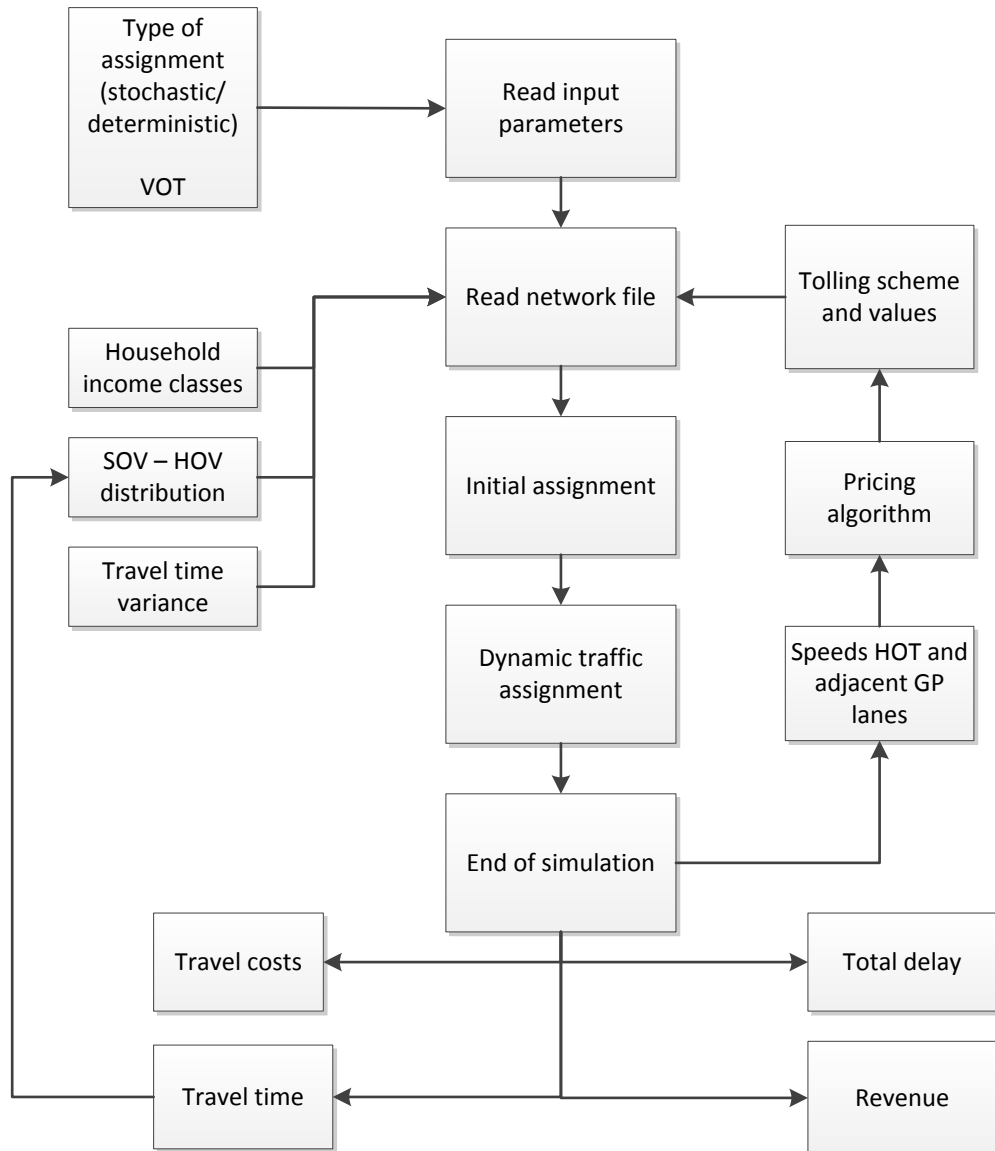 Type of
assignment
(stochastic/
deterministic)
VOT
Read input
parameters
Read network file
Tolling scheme
and values
Household
income classes
SOV – HOV
distribution
Travel time
variance
Initial assignment
Pricing
algorithm
Dynamic traffic
assignment
Speeds HOT and
adjacent GP
lanes
End of simulation
Travel costs
Total delay
Travel time
Revenue